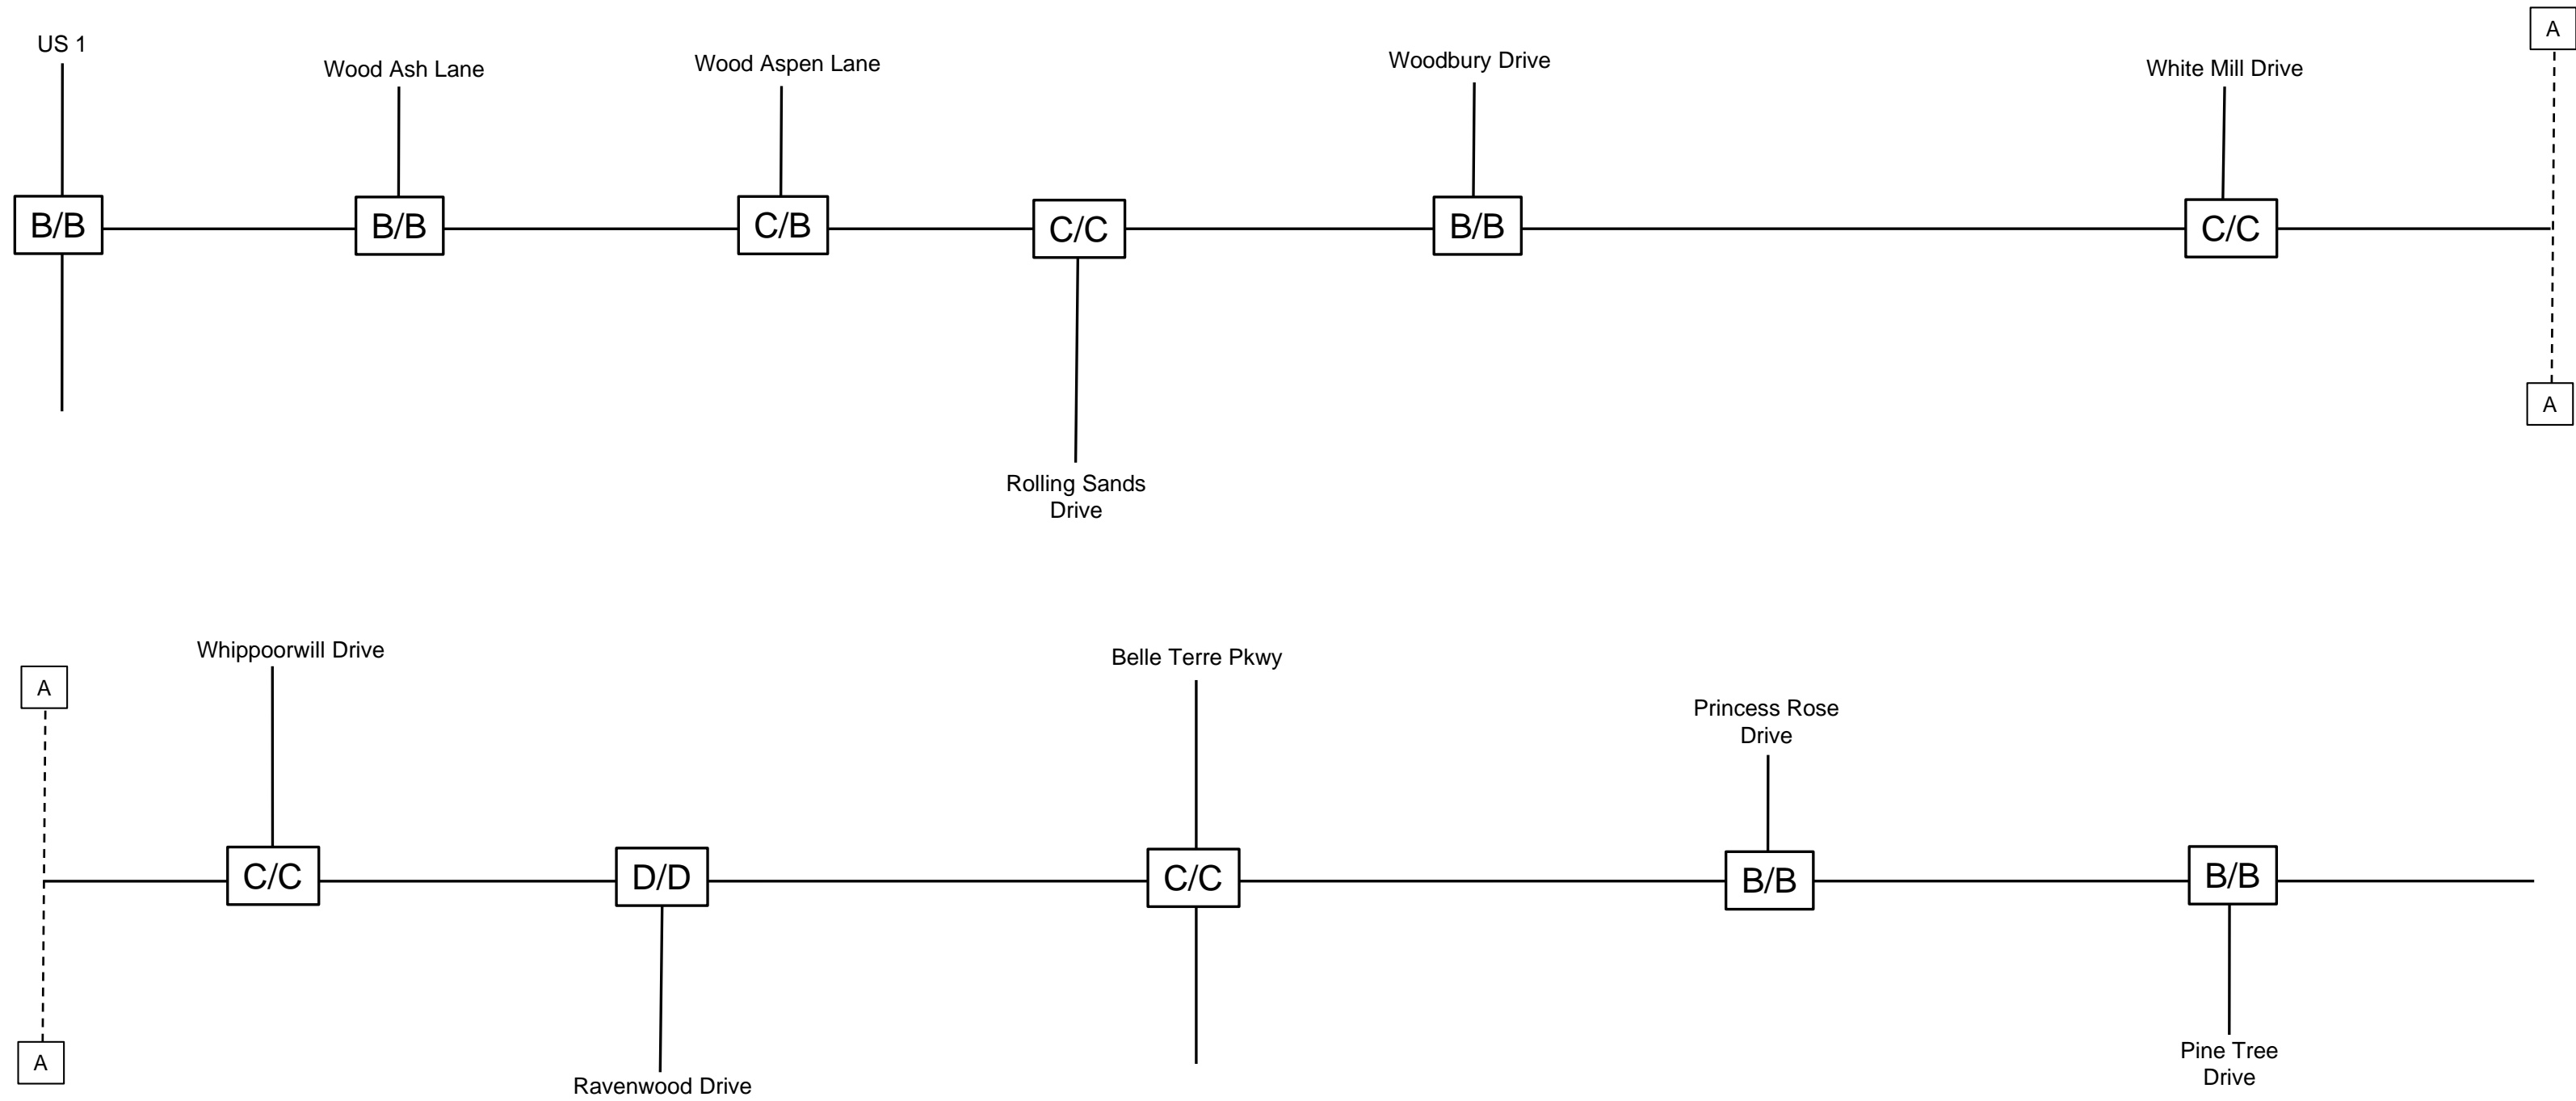 US 1
Wood Ash Lane
Wood Aspen Lane
Woodbury Drive
White Mill Drive
A
B/B
B/B
C/B
C/C
B/B
C/C
A
Rolling Sands
Drive
Whippoorwill Drive
Belle Terre Pkwy
A
Princess Rose
Drive
C/C
D/D
C/C
B/B
B/B
A
Ravenwood Drive
Pine Tree
Drive